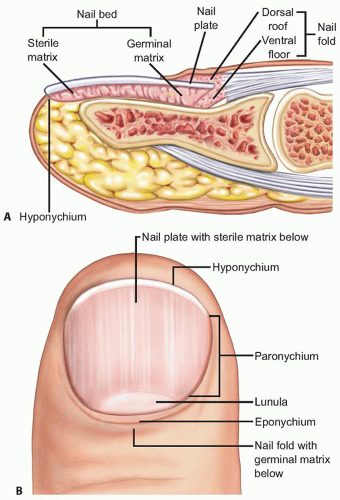 Nail bed
Nail
plate
Dorsal
roof
Ventral
floor
Nail
fold
Sterile
matrix
Germinal
matrix
A
Hyponychium
Nail plate with sterile matrix below
Hyponychium
Paronychium
Lunula
Eponychium
Nail fold with
germinal matrix
below
B